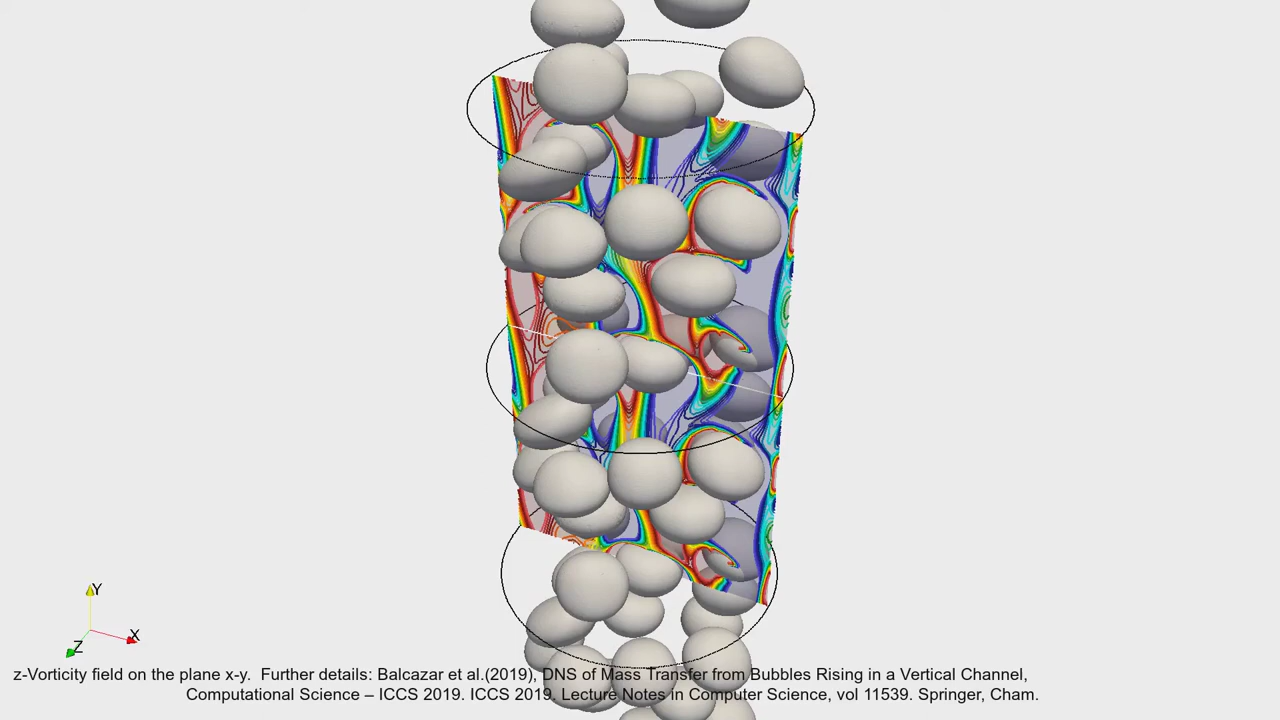 Y
X
Z
z-Vorticity field on the plane x-y.  Further details: Balcazar et al.(2019), DNS of Mass Transfer from Bubbles Rising in a Vertical Channel,
Computational Science – ICCS 2019. ICCS 2019. Lecture Notes in Computer Science, vol 11539. Springer, Cham.